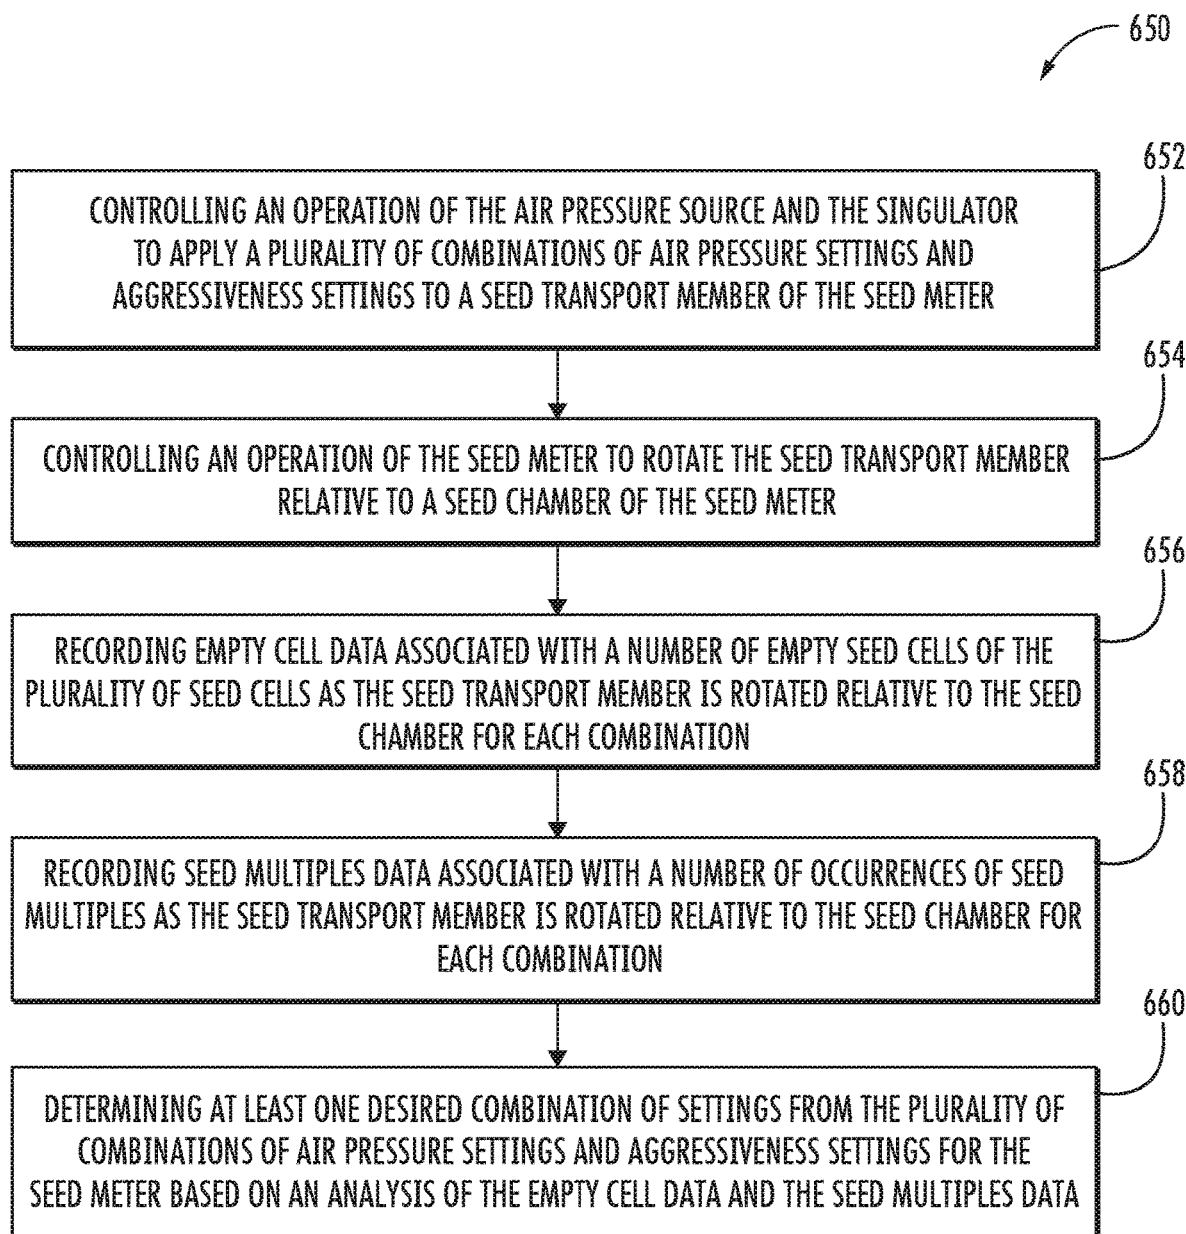 650
652
CONTROLLING AN OPERATION OF THE AIR PRESSURE SOURCE AND THE SINGULATOR
TO APPLY A PLURALITY OF COMBINATIONS OF AIR PRESSURE SETTINGS AND
AGGRESSIVENESS SETTINGS TO A SEED TRANSPORT MEMBER OF THE SEED METER
654
CONTROLLING AN OPERATION OF THE SEED METER TO ROTATE THE SEED TRANSPORT MEMBER
RELATIVE TO A SEED CHAMBER OF THE SEED METER
656
RECORDING EMPTY CELL DATA ASSOCIATED WITH A NUMBER OF EMPTY SEED CELLS OF THE
PLURALITY OF SEED CELLS AS THE SEED TRANSPORT MEMBER IS ROTATED RELATIVE TO THE SEED
CHAMBER FOR EACH COMBINATION
658
RECORDING SEED MULTIPLES DATA ASSOCIATED WITH A NUMBER OF OCCURRENCES OF SEED
MULTIPLES AS THE SEED TRANSPORT MEMBER IS ROTATED RELATIVE TO THE SEED CHAMBER FOR
EACH COMBINATION
660
DETERMINING AT LEAST ONE DESIRED COMBINATION OF SETTINGS FROM THE PLURALITY OF
COMBINATIONS OF AIR PRESSURE SETTINGS AND AGGRESSIVENESS SETTINGS FOR THE
SEED METER BASED ON AN ANALYSIS OF THE EMPTY CELL DATA AND THE SEED MULTIPLES DATA